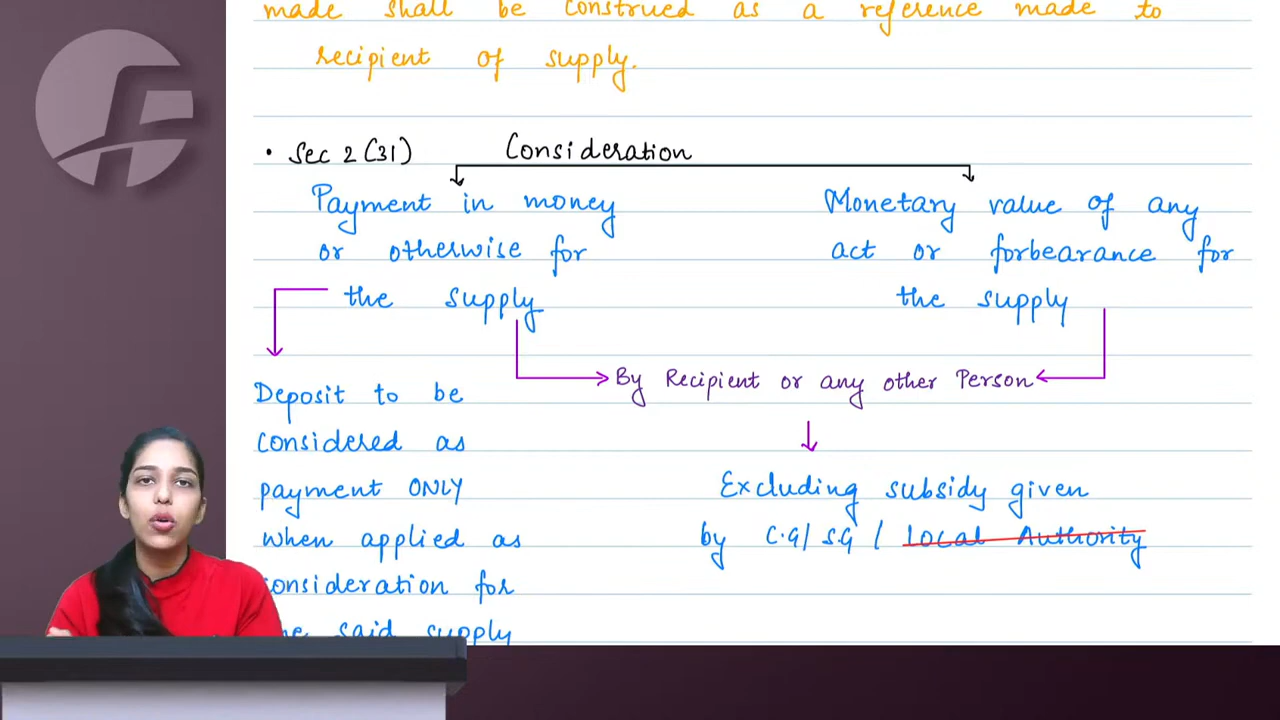 made shall be construed as a reference made to
recipient of supply.
• Sec 2 (31) Consideration
Payment in money
or otherwise for
the supply
Monetary value of any
act or forbearance for
the supply
By Recipient or any other Person
Deposit to be
considered as
payment ONLY
when applied as
consideration for
said supply
Excluding subsidy given
by C.G/ S.G / Local Authority